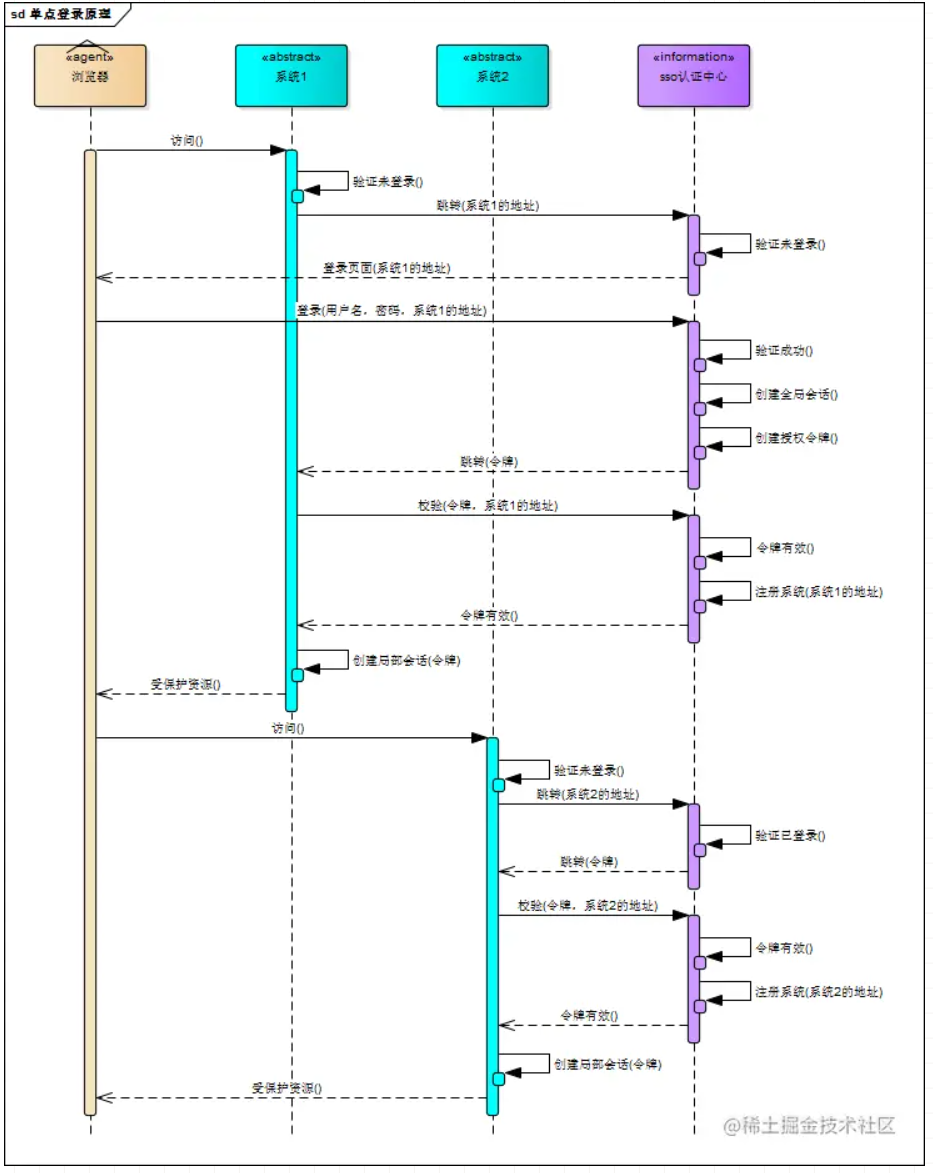 sd 单点登录原理
«agent»
浏览器
«abstract»
系统1
«abstract»
系统2
«information»
sso认证中心
访问()
验证未登录()
跳转(系统1的地址)
验证未登录()
登录页面(系统1的地址)
登录(用户名，密码，系统1的地址)
验证成功()
创建全局会话()
创建授权令牌()
跳转(令牌)
校验(令牌，系统1的地址)
令牌有效()
注册系统(系统1的地址)
令牌有效()
创建局部会话(令牌)
受保护资源()
访问()
验证未登录()
跳转(系统2的地址)
验证已登录()
跳转(令牌)
校验(令牌，系统2的地址)
令牌有效()
注册系统(系统2的地址)
令牌有效()
创建局部会话(令牌)
受保护资源()
@稀土掘金技术社区